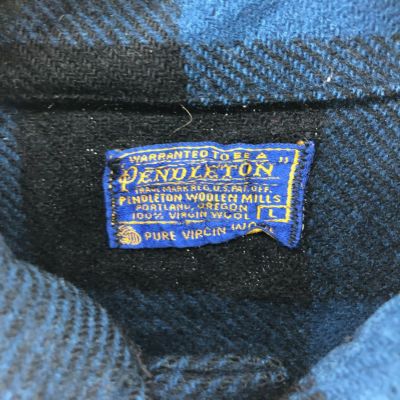 WARRANTED TO BE A
"PENDLETON"
TRADE MARK REG. U.S. PAT. OFF.
PENDLETON WOOLEN MILLS
PORTLAND, OREGON
100% VIRGIN WOOL L
PURE VIRGIN WOOL